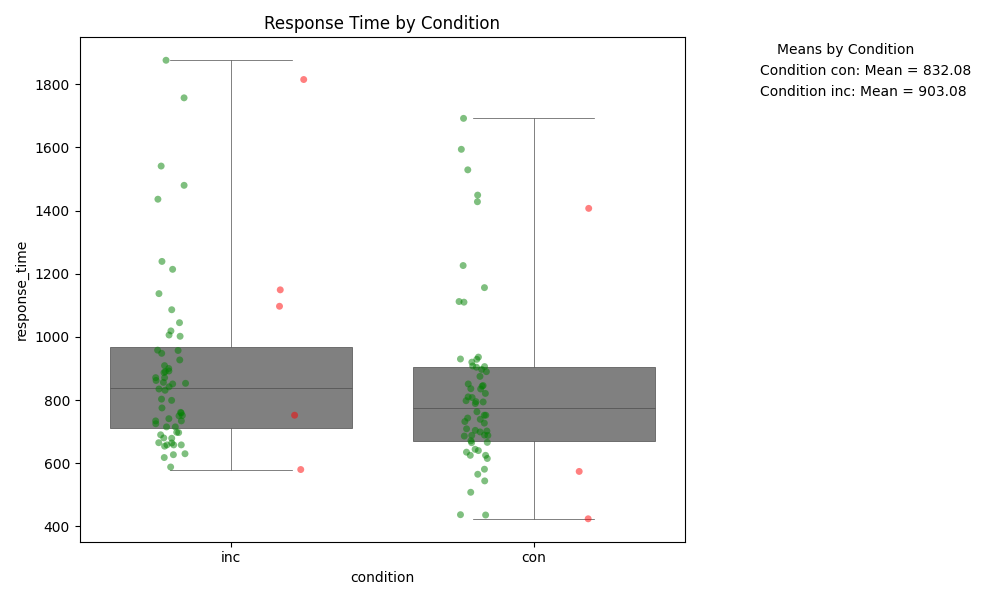 Response Time by Condition
Means by Condition
Condition con: Mean = 832.08
Condition inc: Mean = 903.08
response_time
1800
1600
1400
1200
1000
800
600
400
inc
con
condition